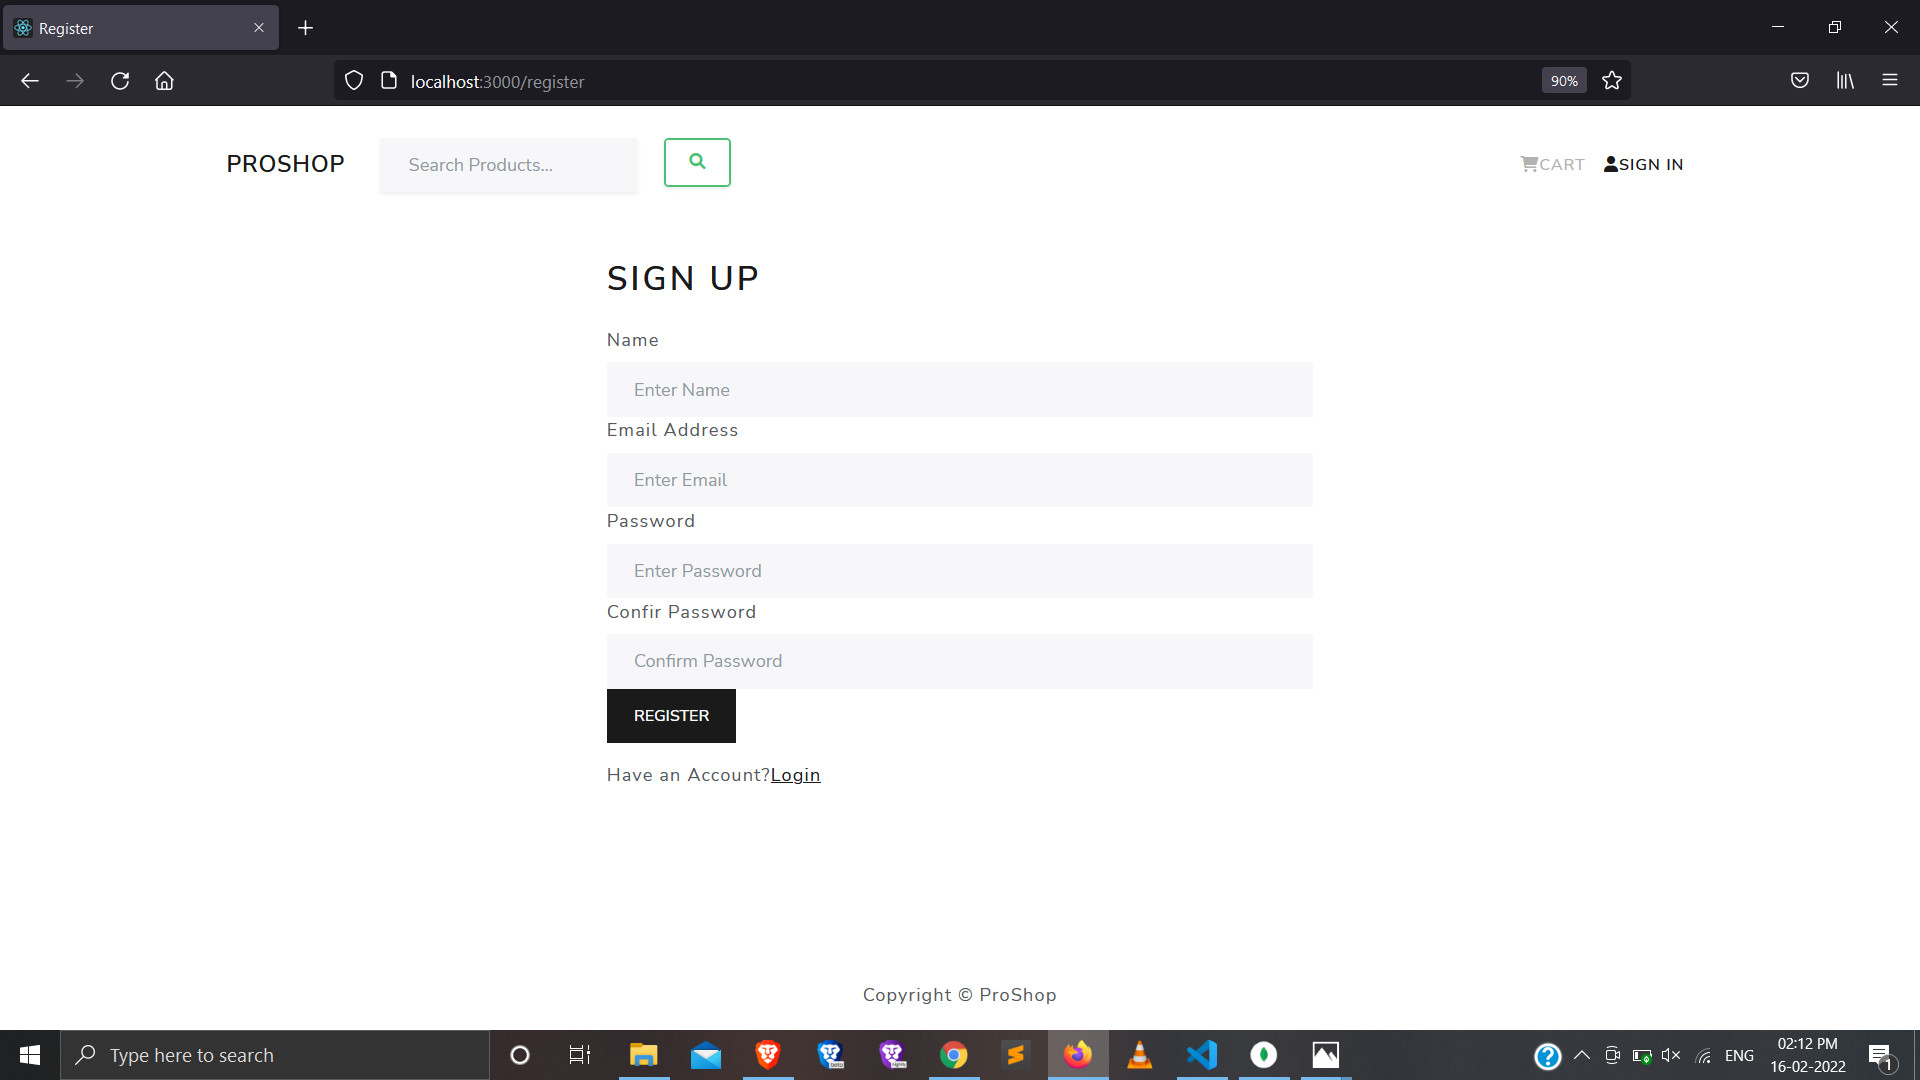 Register
localhost:3000/register
90%
PROSHOP
Search Products...
CART
SIGN IN
SIGN UP
Name
Enter Name
Email Address
Enter Email
Password
Enter Password
Confir Password
Confirm Password
REGISTER
Have an Account?Login
Copyright © ProShop
Type here to search
beta
nightly
ENG
02:12 PM
16-02-2022
1